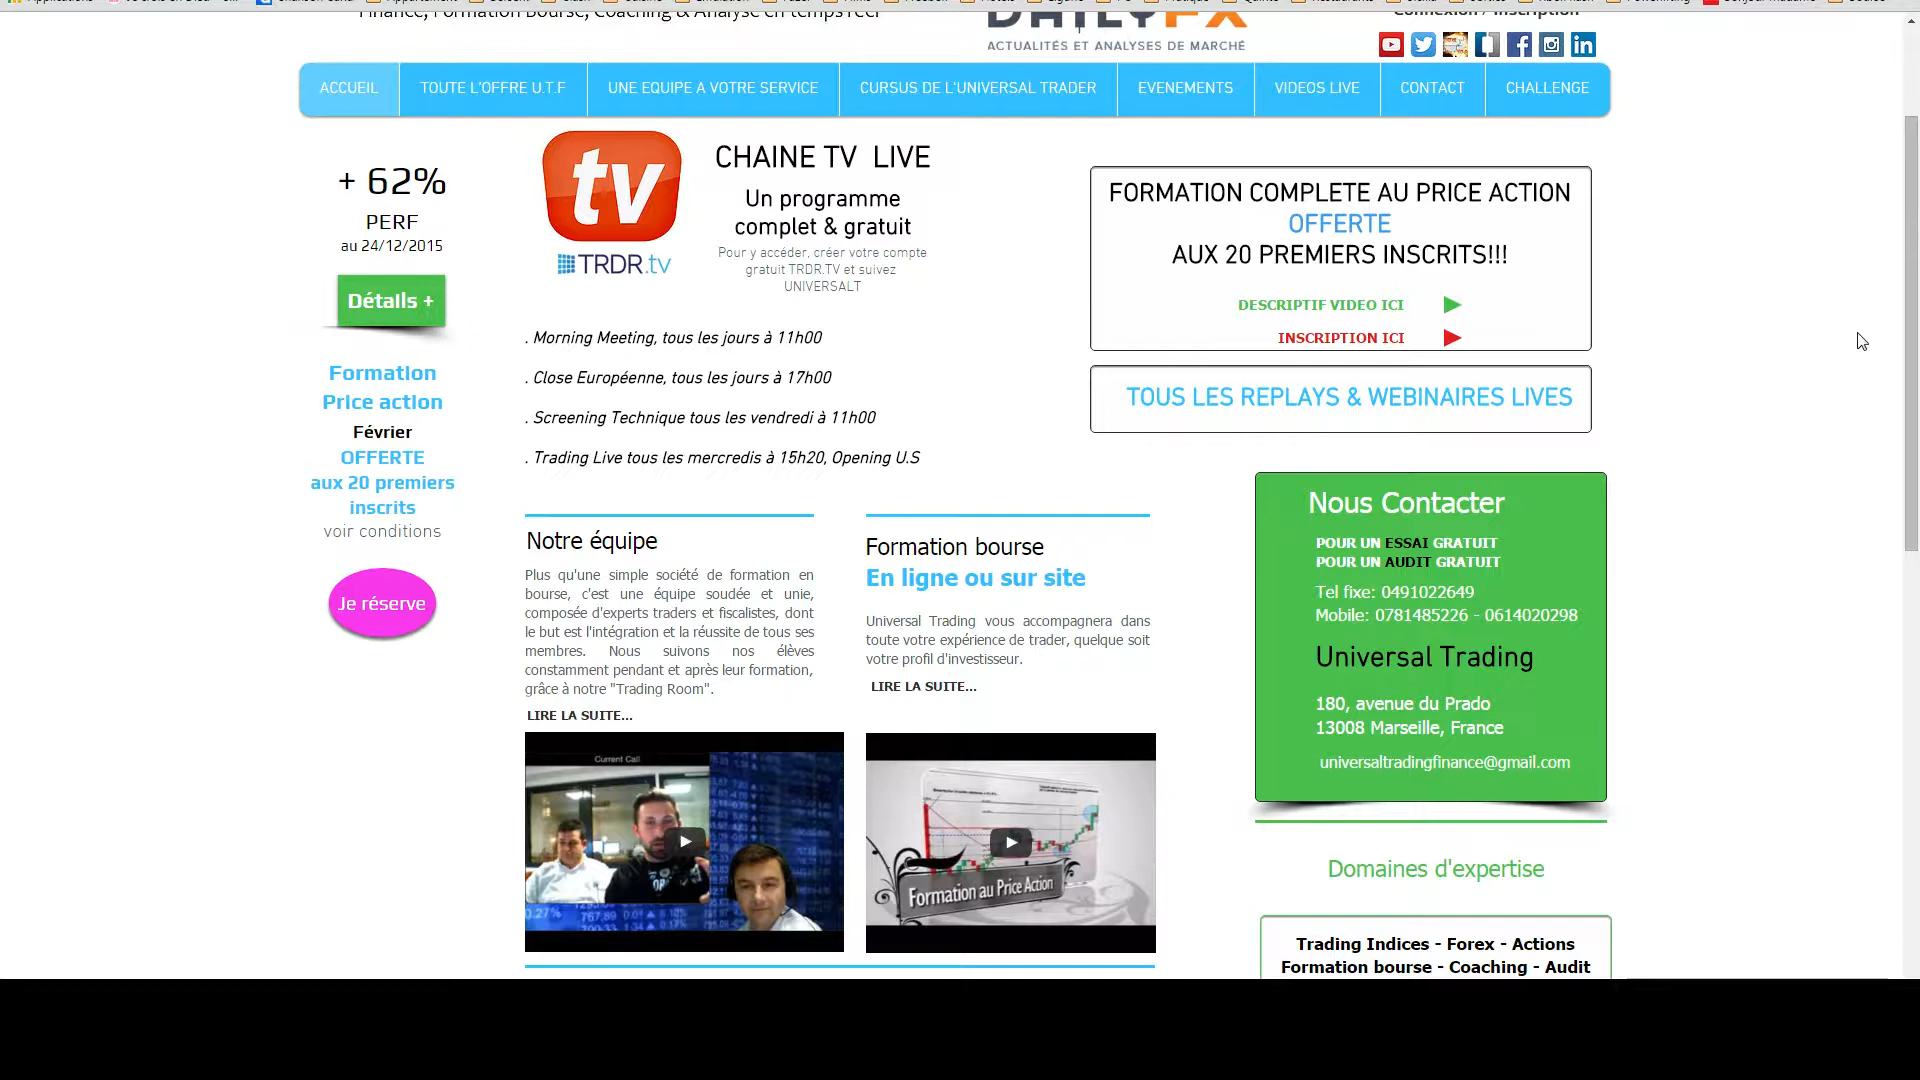 Finance, Formation Bourse, Coaching & Analyse en temps réel
DAILYFX
ACTUALITÉS ET ANALYSES DE MARCHÉ
Connexion / Inscription
ACCUEIL
TOUTE L'OFFRE U.T.F
UNE EQUIPE A VOTRE SERVICE
CURSUS DE L'UNIVERSAL TRADER
EVENEMENTS
VIDEOS LIVE
CONTACT
CHALLENGE
+ 62%
PERF
au 24/12/2015
Détails +
Formation
Price action
Février
OFFERTE
aux 20 premiers
inscrits
voir conditions
Je réserve
tv
TRDR.tv
CHAINE TV LIVE
Un programme
complet & gratuit
Pour y accéder, créer votre compte
gratuit TRDR.TV et suivez
UNIVERSALT
. Morning Meeting, tous les jours à 11h00
. Close Européenne, tous les jours à 17h00
. Screening Technique tous les vendredi à 11h00
. Trading Live tous les mercredis à 15h20, Opening U.S
FORMATION COMPLETE AU PRICE ACTION
OFFERTE
AUX 20 PREMIERS INSCRITS!!!
DESCRIPTIF VIDEO ICI
INSCRIPTION ICI
TOUS LES REPLAYS & WEBINAIRES LIVES
Notre équipe
Plus qu'une simple société de formation en
bourse, c'est une équipe soudée et unie,
composée d'experts traders et fiscalistes, dont
le but est l'intégration et la réussite de tous ses
membres. Nous suivons nos élèves
constamment pendant et après leur formation,
grâce à notre "Trading Room".
LIRE LA SUITE...
Current Call
Formation bourse
En ligne ou sur site
Universal Trading vous accompagnera dans
toute votre expérience de trader, quelque soit
votre profil d'investisseur.
LIRE LA SUITE...
Formation au Price Action
Nous Contacter
POUR UN ESSAI GRATUIT
POUR UN AUDIT GRATUIT
Tel fixe: 0491022649
Mobile: 0781485226 - 0614020298
Universal Trading
180, avenue du Prado
13008 Marseille, France
universaltradingfinance@gmail.com
Domaines d'expertise
Trading Indices - Forex - Actions
Formation bourse - Coaching - Audit